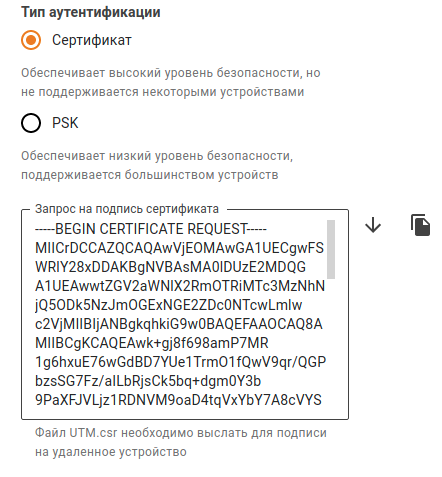 Тип аутентификации
Сертификат
Обеспечивает высокий уровень безопасности, но
не поддерживается некоторыми устройствами
PSK
Обеспечивает низкий уровень безопасности,
поддерживается большинством устройств
Запрос на подпись сертификата
-----BEGIN CERTIFICATE REQUEST-----
MIICrDCCAZQCAQAwVjEOMAwGA1UECgwFS
WRlY28xDDAKBgNVBAsMA0lDUzE2MDQG
A1UEAwwtZGV2aWNlX2RmOTRiMTc3MzNhN
jQ5ODk5NzJmOGExNGE2ZDc0NTcwLmlw
c2VjMIIBIjANBgkqhkiG9w0BAQEFAAOCAQ8A
MIIBCgKCAQEAwk+gj8f698amP7MR
1g6hxuE76wGdBD7YUe1TrmO1fQwV9qr/QGP
bzsSG7Fz/aILbRjsCk5bq+dgm0Y3b
9PaXFJVLjz1RDNVM9oaD4tqVxYbY7A8cVYS
Файл UTM.csr необходимо выслать для подписи
на удаленное устройство